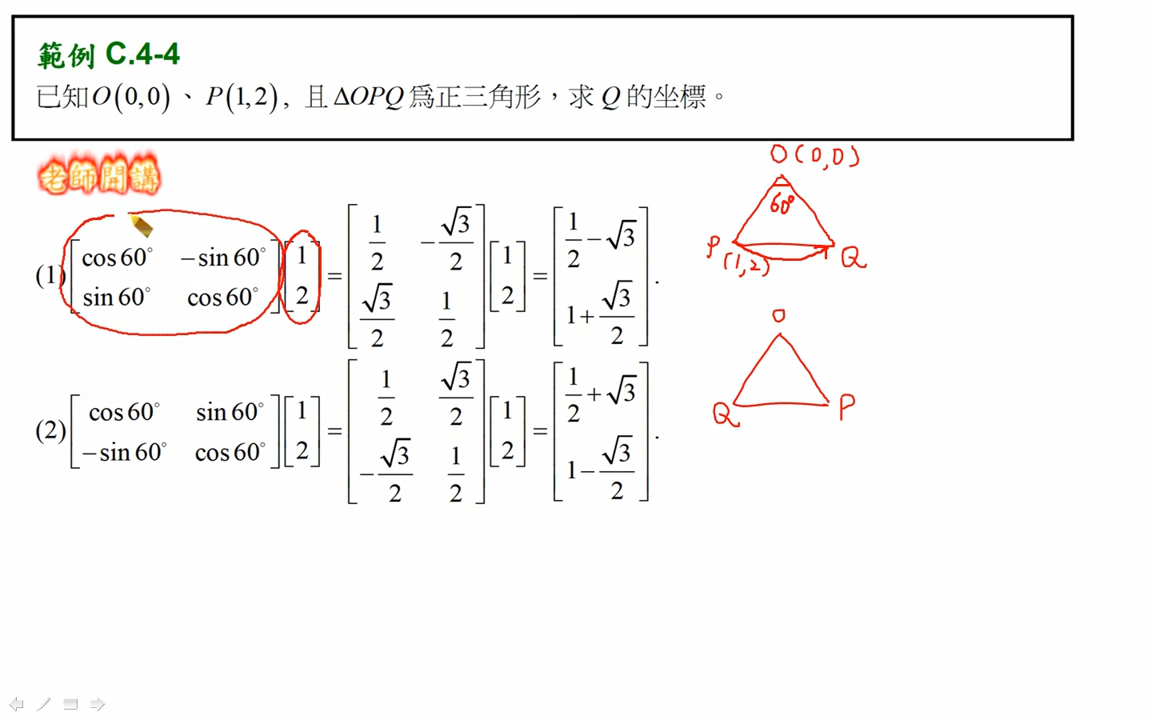 範例 C.4-4
已知O(0,0)、P(1,2), 且ΔOPQ為正三角形,求Q的坐標。
老師開講
(1) [cos60° −sin60° ; sin60° cos60°] [1 ; 2] = [1/2 −√3/2 ; √3/2 1/2] [1 ; 2] = [1/2−√3 ; 1+√3/2].
(2) [cos60° sin60° ; −sin60° cos60°] [1 ; 2] = [1/2 √3/2 ; −√3/2 1/2] [1 ; 2] = [1/2+√3 ; 1−√3/2].
O(0,0)
60°
P Q
(1,2)
O
Q P